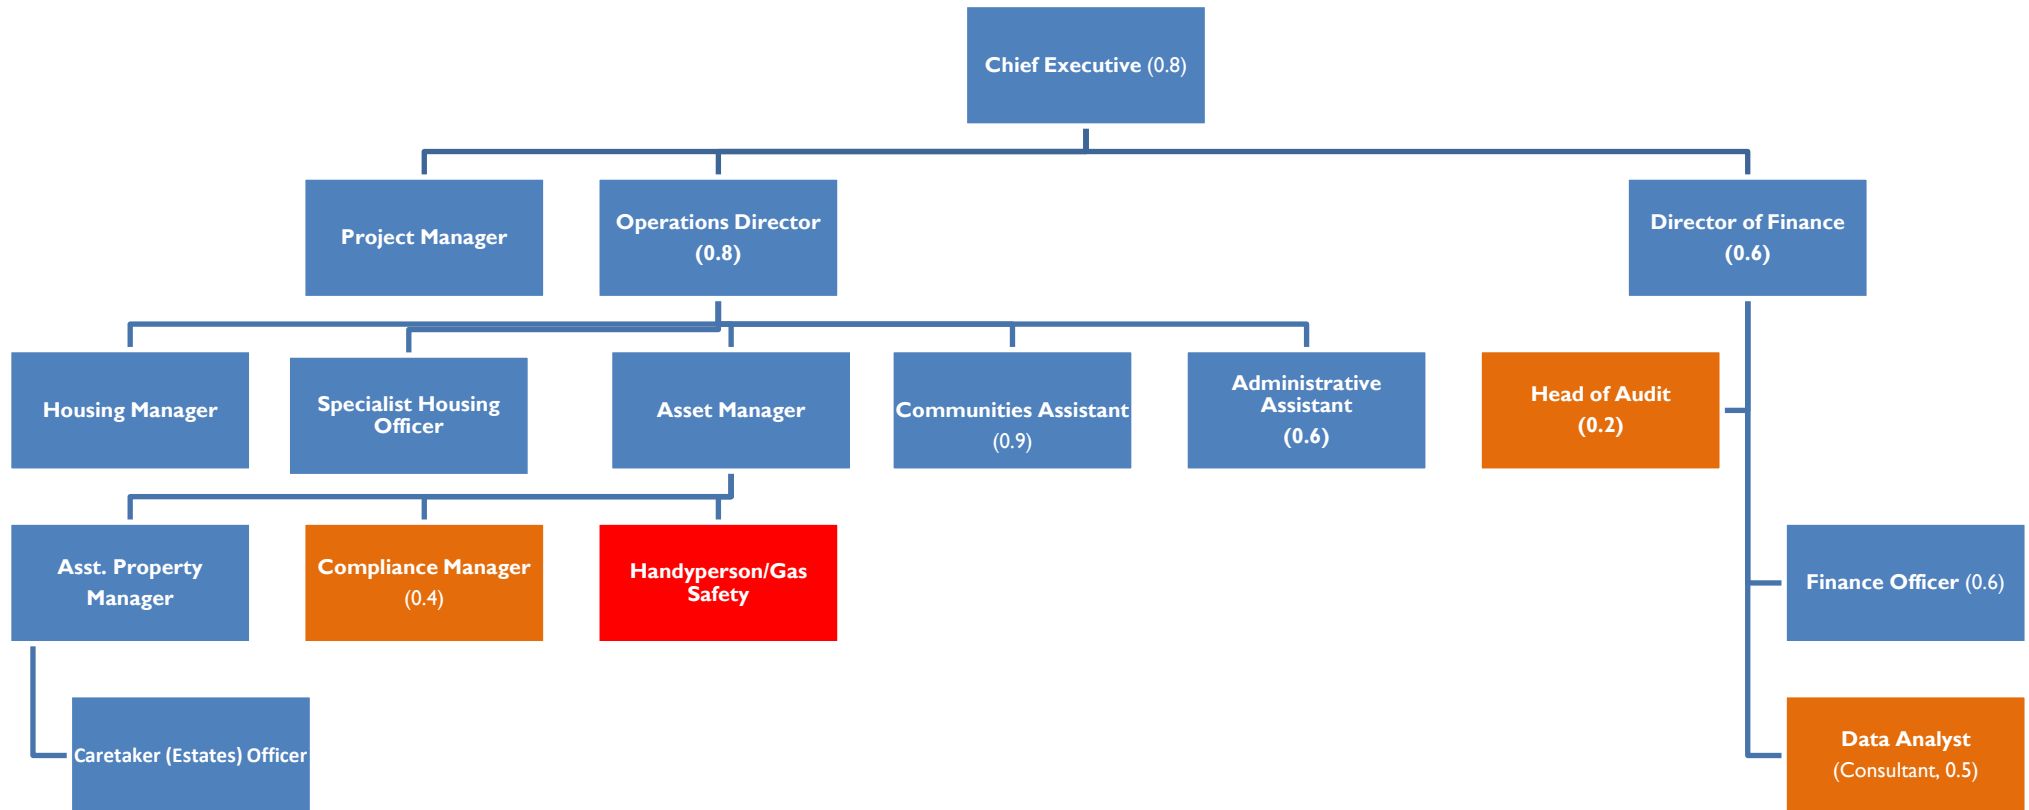 Chief Executive (0.8)
Project Manager
Operations Director
(0.8)
Director of Finance
(0.6)
Housing Manager
Specialist Housing
Officer
Asset Manager
Communities Assistant
(0.9)
Administrative
Assistant
(0.6)
Head of Audit
(0.2)
Asst. Property
Manager
Compliance Manager
(0.4)
Handyperson/Gas
Safety
Finance Officer (0.6)
Caretaker (Estates) Officer
Data Analyst
(Consultant, 0.5)